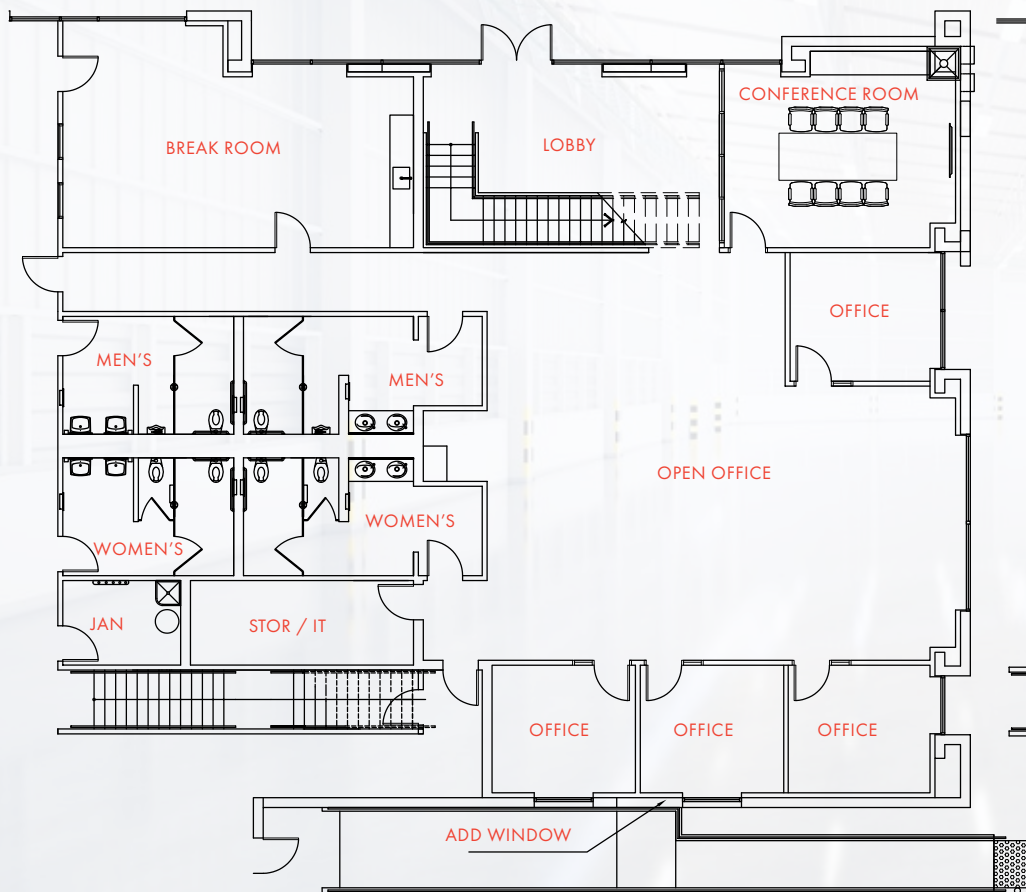 CONFERENCE ROOM
BREAK ROOM
LOBBY
OFFICE
MEN'S
MEN'S
OPEN OFFICE
WOMEN'S
WOMEN'S
JAN
STOR / IT
OFFICE
OFFICE
OFFICE
ADD WINDOW